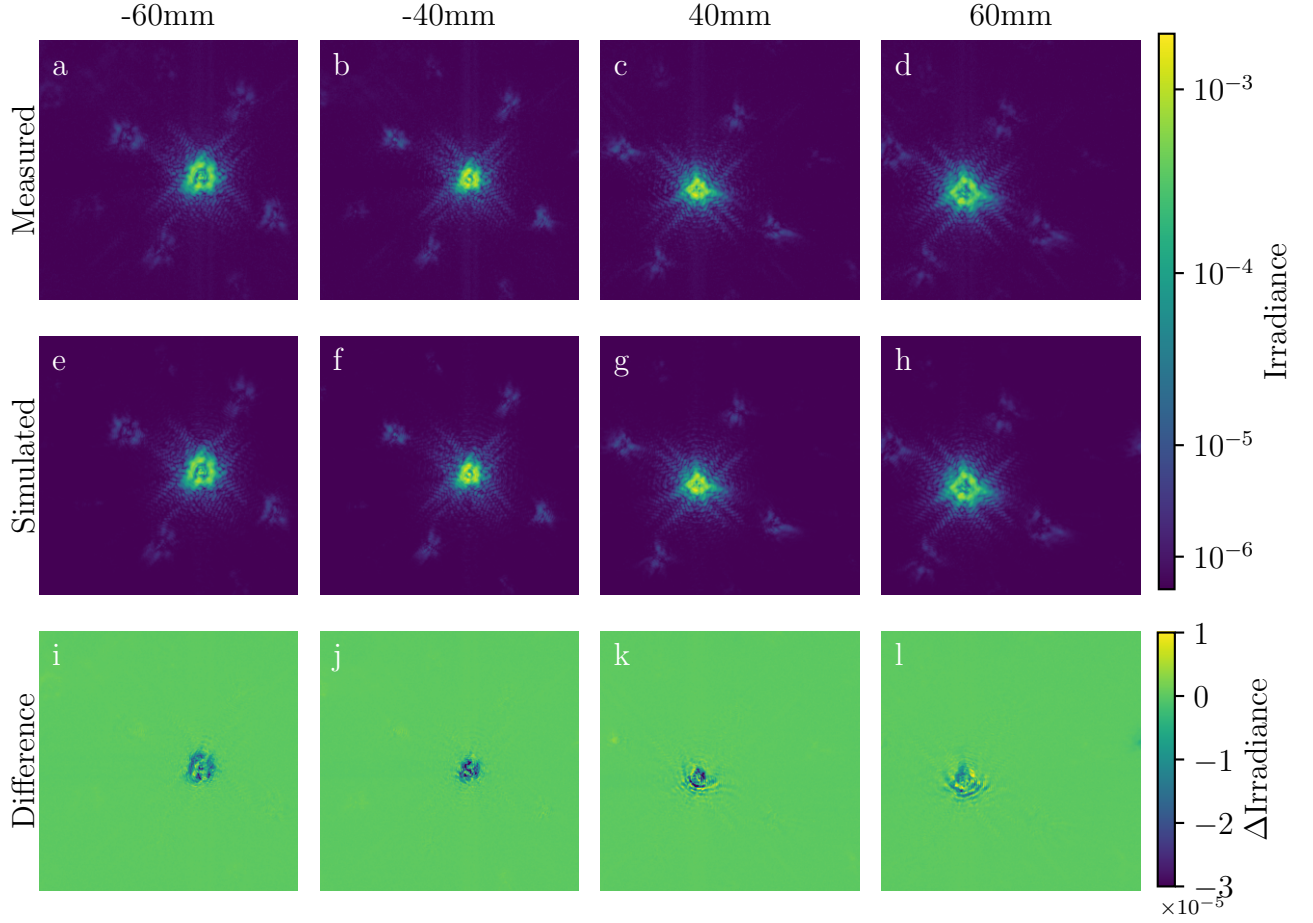 -60mm -40mm 40mm 60mm
Measured
a b c d
10⁻³
10⁻⁴
10⁻⁵
10⁻⁶
Irradiance
Simulated
e f g h
Difference
i j k l
1
0
−1
−2
−3
×10⁻⁵
ΔIrradiance